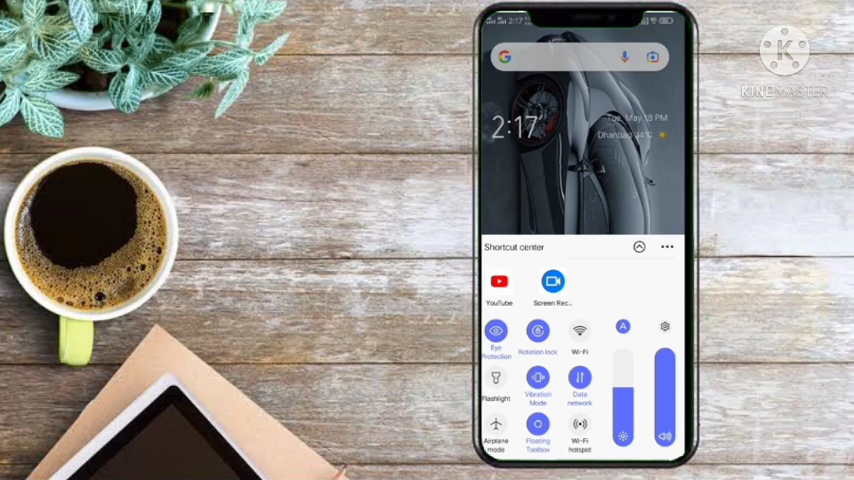 2:17
K
KINEMASTER
2:17
Tue, May 18 PM
Dhanbad
Shortcut center
YouTube
Screen Rec...
A
Eye Protection
Rotation lock
Wi-Fi
Flashlight
Vibration Mode
Data network
Airplane mode
Floating Toolbox
Wi-Fi hotspot